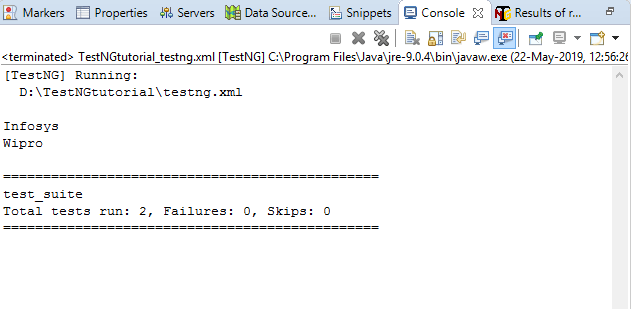 Markers Properties Servers Data Source... Snippets Console Results of r...
<terminated> TestNGtutorial_testng.xml [TestNG] C:\Program Files\Java\jre-9.0.4\bin\javaw.exe (22-May-2019, 12:56:26
[TestNG] Running:
  D:\TestNGtutorial\testng.xml

Infosys
Wipro

===============================================
test_suite
Total tests run: 2, Failures: 0, Skips: 0
===============================================